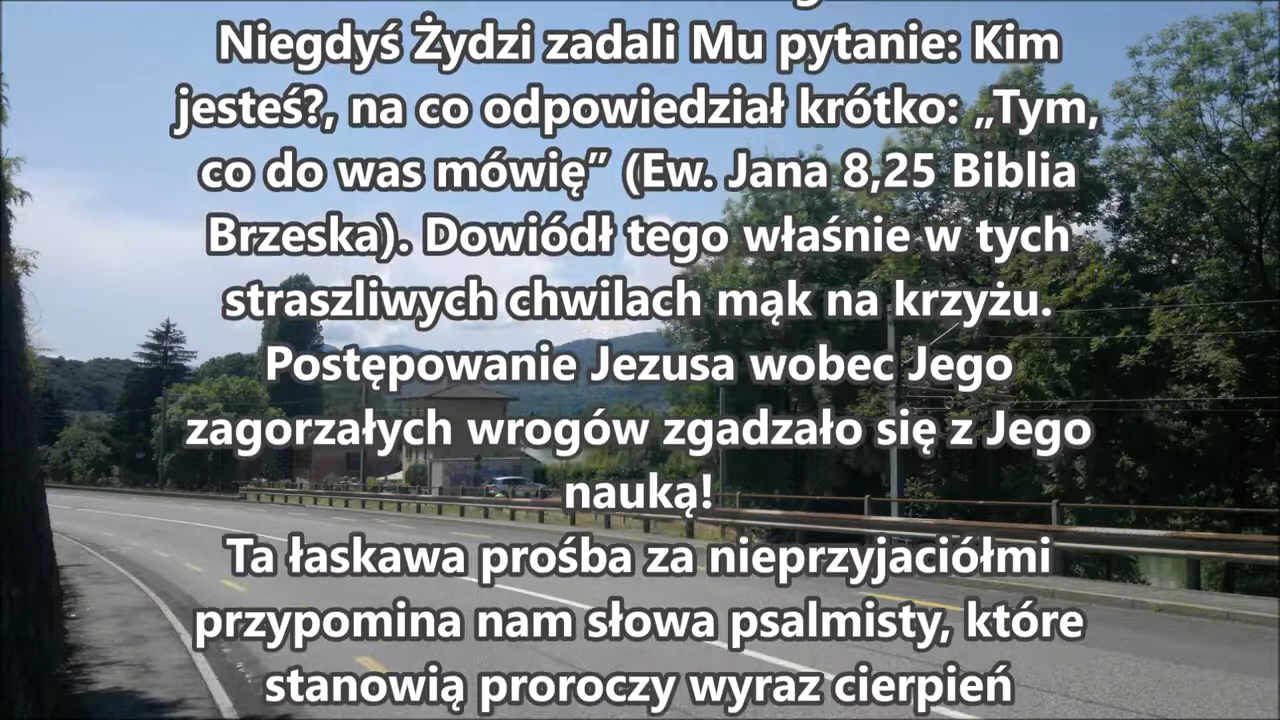 Niegdyś Żydzi zadali Mu pytanie: Kim
jesteś?, na co odpowiedział krótko: „Tym,
co do was mówię” (Ew. Jana 8,25 Biblia
Brzeska). Dowiódł tego właśnie w tych
straszliwych chwilach mąk na krzyżu.
Postępowanie Jezusa wobec Jego
zagorzałych wrogów zgadzało się z Jego
nauką!
Ta łaskawa prośba za nieprzyjaciółmi
przypomina nam słowa psalmisty, które
stanowią proroczy wyraz cierpień